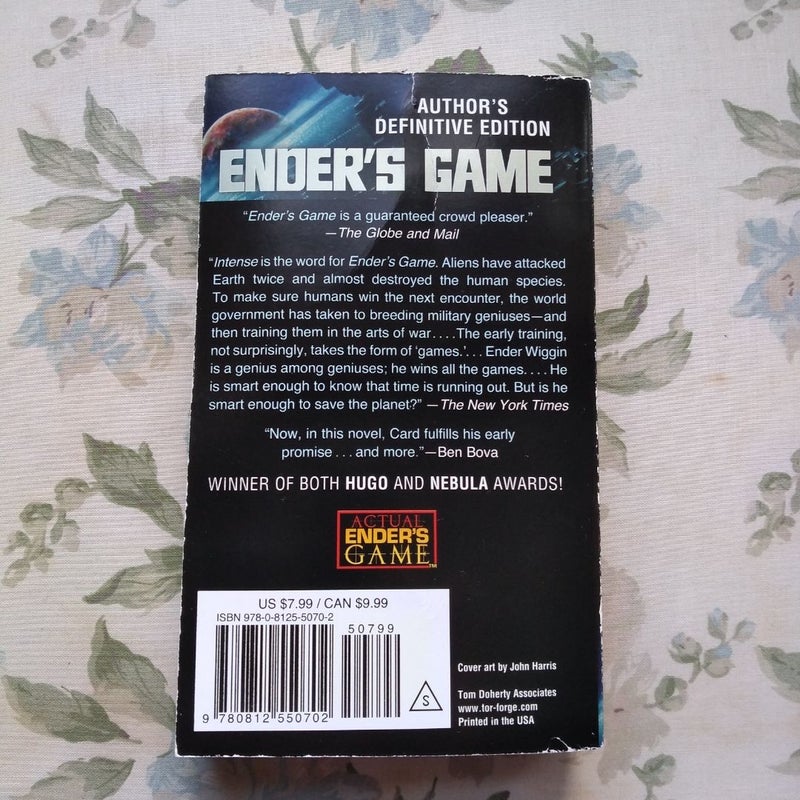 AUTHOR'S
DEFINITIVE EDITION
ENDER'S GAME
“Ender's Game is a guaranteed crowd pleaser.”
—The Globe and Mail
“Intense is the word for Ender's Game. Aliens have attacked
Earth twice and almost destroyed the human species.
To make sure humans win the next encounter, the world
government has taken to breeding military geniuses—and
then training them in the arts of war. . . .The early training,
not surprisingly, takes the form of ‘games.’. . . Ender Wiggin
is a genius among geniuses; he wins all the games. . . . He
is smart enough to know that time is running out. But is he
smart enough to save the planet?” —The New York Times
“Now, in this novel, Card fulfills his early
promise . . . and more.”—Ben Bova
WINNER OF BOTH HUGO AND NEBULA AWARDS!
ACTUAL
ENDER'S
GAME™
US $7.99 / CAN $9.99
ISBN 978-0-8125-5070-2
50799
9 780812 550702
S
Cover art by John Harris
Tom Doherty Associates
www.tor-forge.com
Printed in the USA